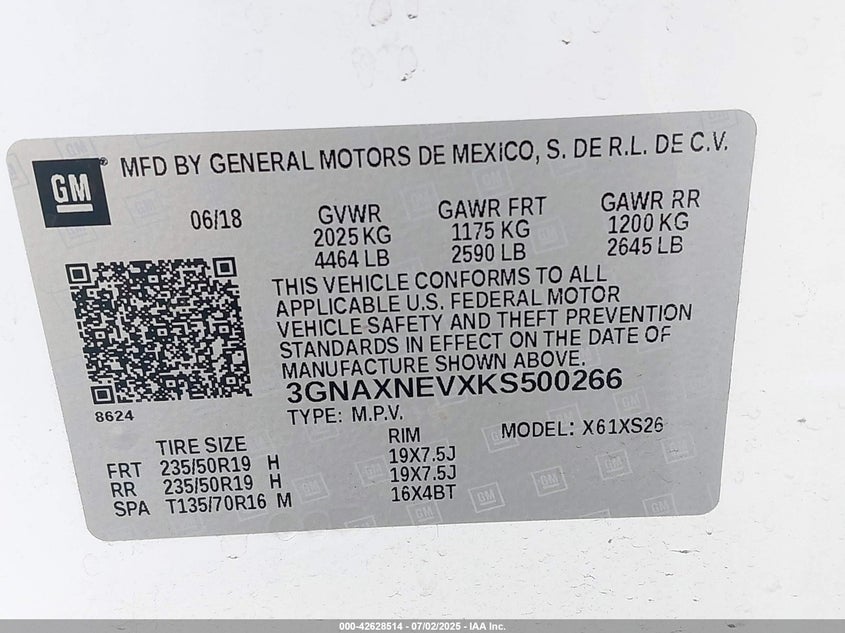 GM
MFD BY GENERAL MOTORS DE MEXICO, S. DE R.L. DE C.V.
06/18 GVWR GAWR FRT GAWR RR
2025 KG 1175 KG 1200 KG
4464 LB 2590 LB 2645 LB
THIS VEHICLE CONFORMS TO ALL
APPLICABLE U.S. FEDERAL MOTOR
VEHICLE SAFETY AND THEFT PREVENTION
STANDARDS IN EFFECT ON THE DATE OF
MANUFACTURE SHOWN ABOVE.
3GNAXNEVXKS500266
8624
TYPE: M.P.V.
MODEL: X61XS26
TIRE SIZE RIM
FRT 235/50R19 H 19X7.5J
RR 235/50R19 H 19X7.5J
SPA T135/70R16 M 16X4BT
000-42628514 - 07/02/2025 - IAA Inc.